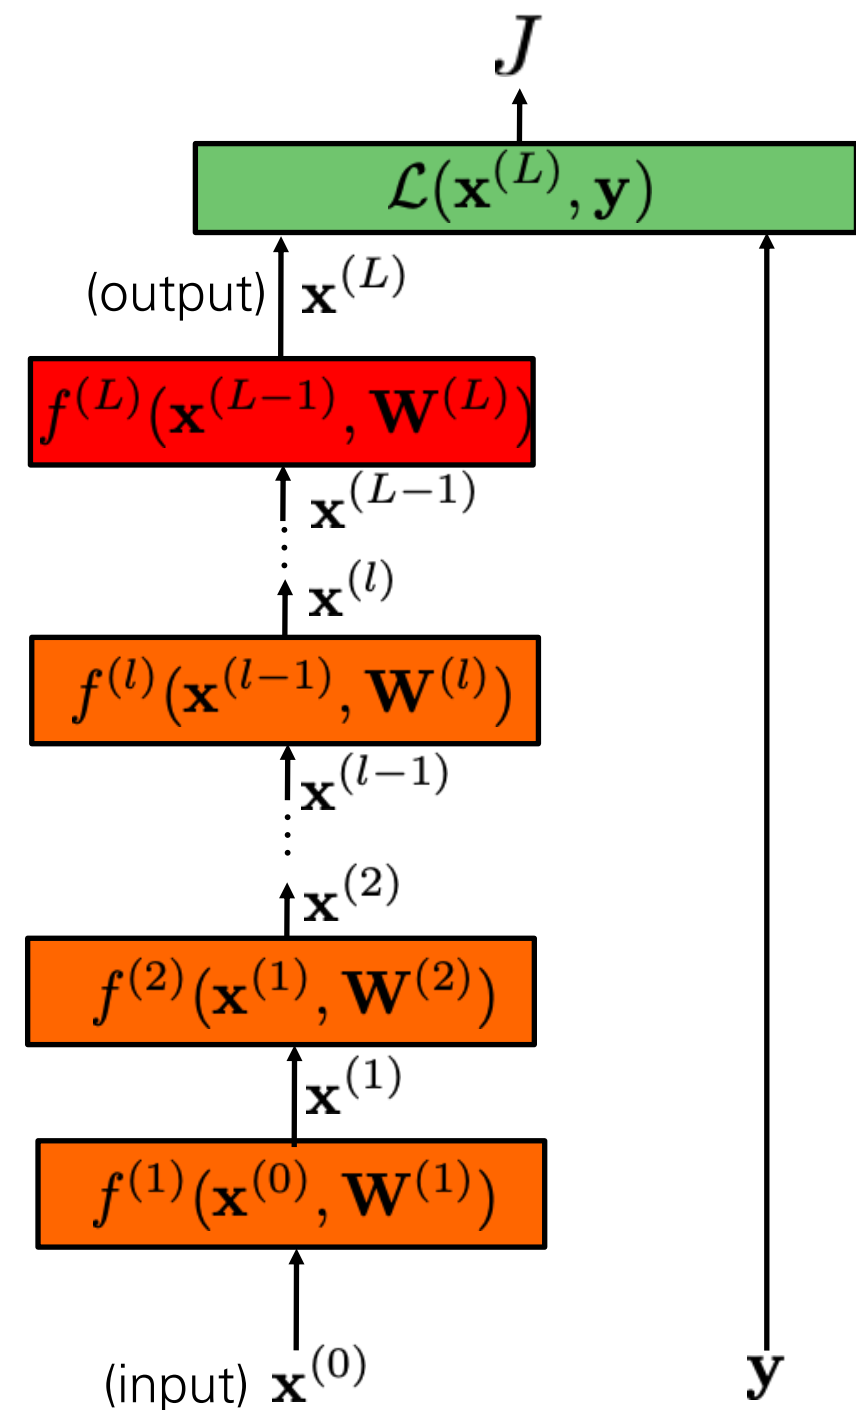 J
ℒ(𝐱^(L), 𝐲)
(output) 𝐱^(L)
f^(L)(𝐱^(L−1), 𝐖^(L))
𝐱^(L−1)
𝐱^(l)
f^(l)(𝐱^(l−1), 𝐖^(l))
𝐱^(l−1)
𝐱^(2)
f^(2)(𝐱^(1), 𝐖^(2))
𝐱^(1)
f^(1)(𝐱^(0), 𝐖^(1))
(input) 𝐱^(0)
𝐲